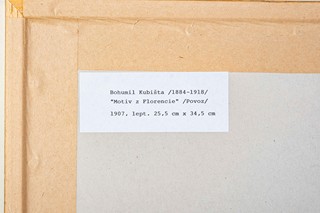 Bohumil Kubišta /1884-1918/
"Motiv z Florencie" /Povoz/
1907, lept. 25,5 cm x 34,5 cm